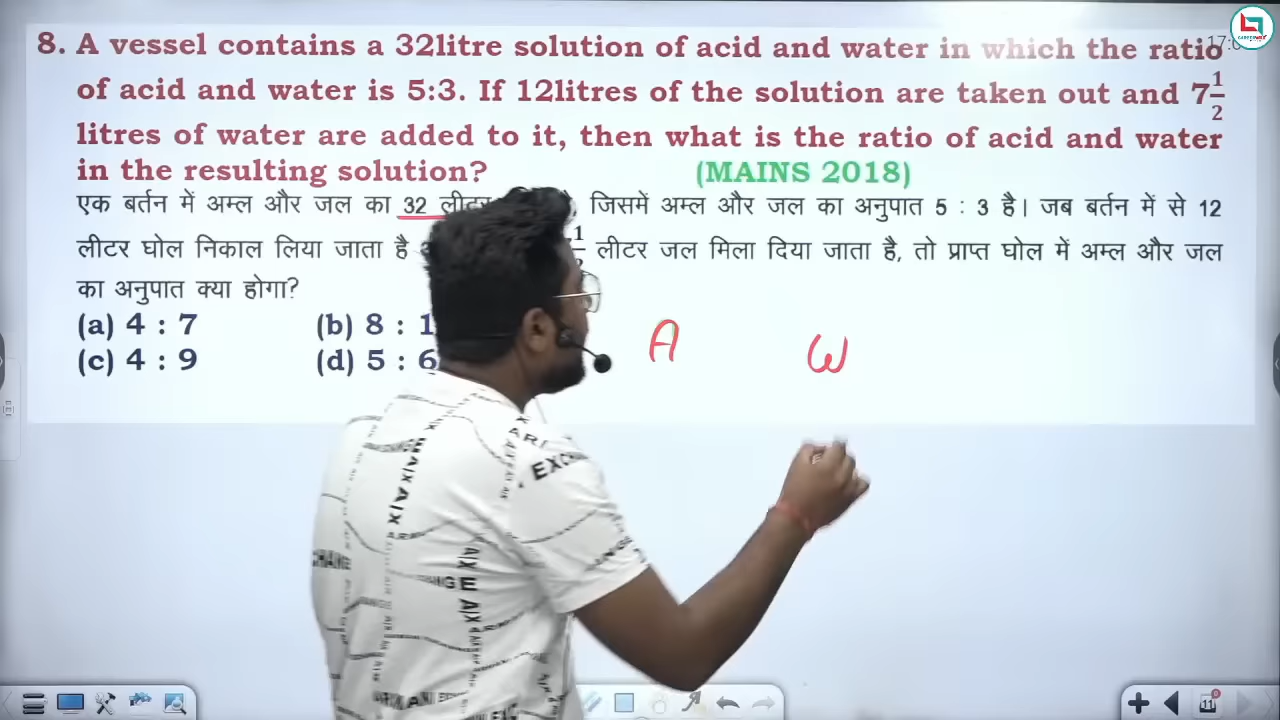 8. A vessel contains a 32litre solution of acid and water in which the ratio
of acid and water is 5:3. If 12litres of the solution are taken out and 7 1/2
litres of water are added to it, then what is the ratio of acid and water
in the resulting solution? (MAINS 2018)
एक बर्तन में अम्ल और जल का 32 लीटर जिसमें अम्ल और जल का अनुपात 5 : 3 है। जब बर्तन में से 12
लीटर घोल निकाल लिया जाता है लीटर जल मिला दिया जाता है, तो प्राप्त घोल में अम्ल और जल
का अनुपात क्या होगा?
(a) 4 : 7 (b) 8 : 1
(c) 4 : 9 (d) 5 : 6
A W
EXCHANGE